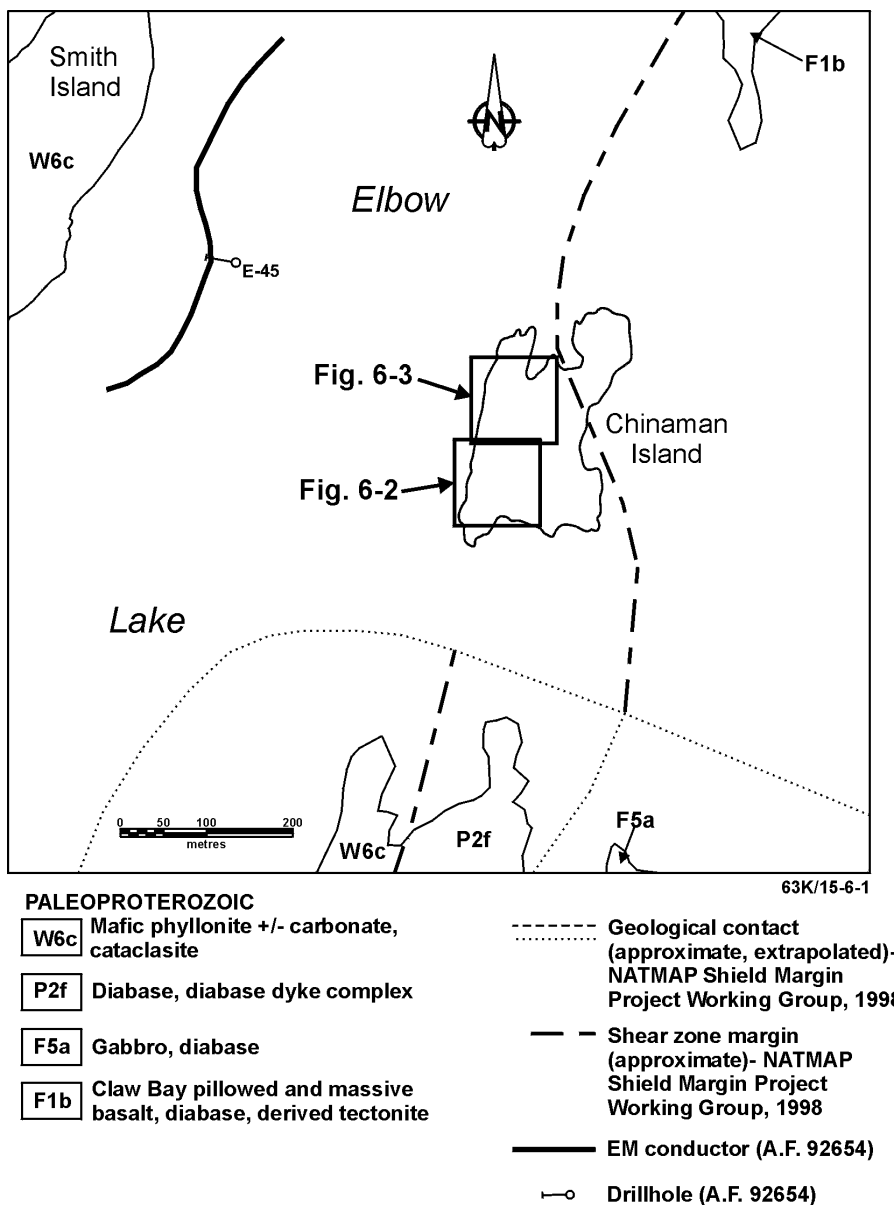 Smith
Island
W6c
F1b
N
Elbow
E-45
Fig. 6-3
Chinaman
Island
Fig. 6-2
Lake
0 50 100 200
metres
W6c
P2f
F5a
63K/15-6-1
PALEOPROTEROZOIC
W6c Mafic phyllonite +/- carbonate,
cataclasite
P2f Diabase, diabase dyke complex
F5a Gabbro, diabase
F1b Claw Bay pillowed and massive
basalt, diabase, derived tectonite
Geological contact
(approximate, extrapolated)-
NATMAP Shield Margin
Project Working Group, 1998
Shear zone margin
(approximate)- NATMAP
Shield Margin Project
Working Group, 1998
EM conductor (A.F. 92654)
Drillhole (A.F. 92654)